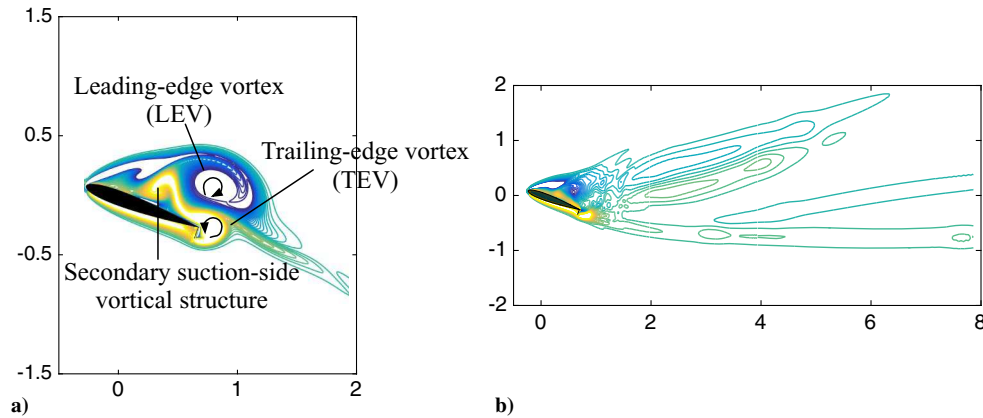 1.5
Leading-edge vortex
(LEV)
0.5
Trailing-edge vortex
(TEV)
-0.5
Secondary suction-side
vortical structure
-1.5
0 1 2
a)
2
1
0
-1
-2
0 2 4 6 8
b)